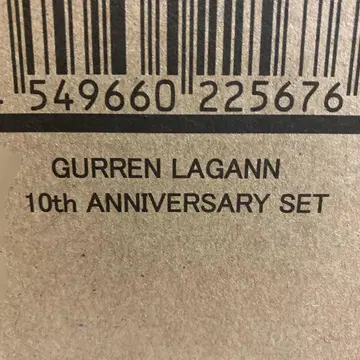 549660 225676
GURREN LAGANN
10th ANNIVERSARY SET